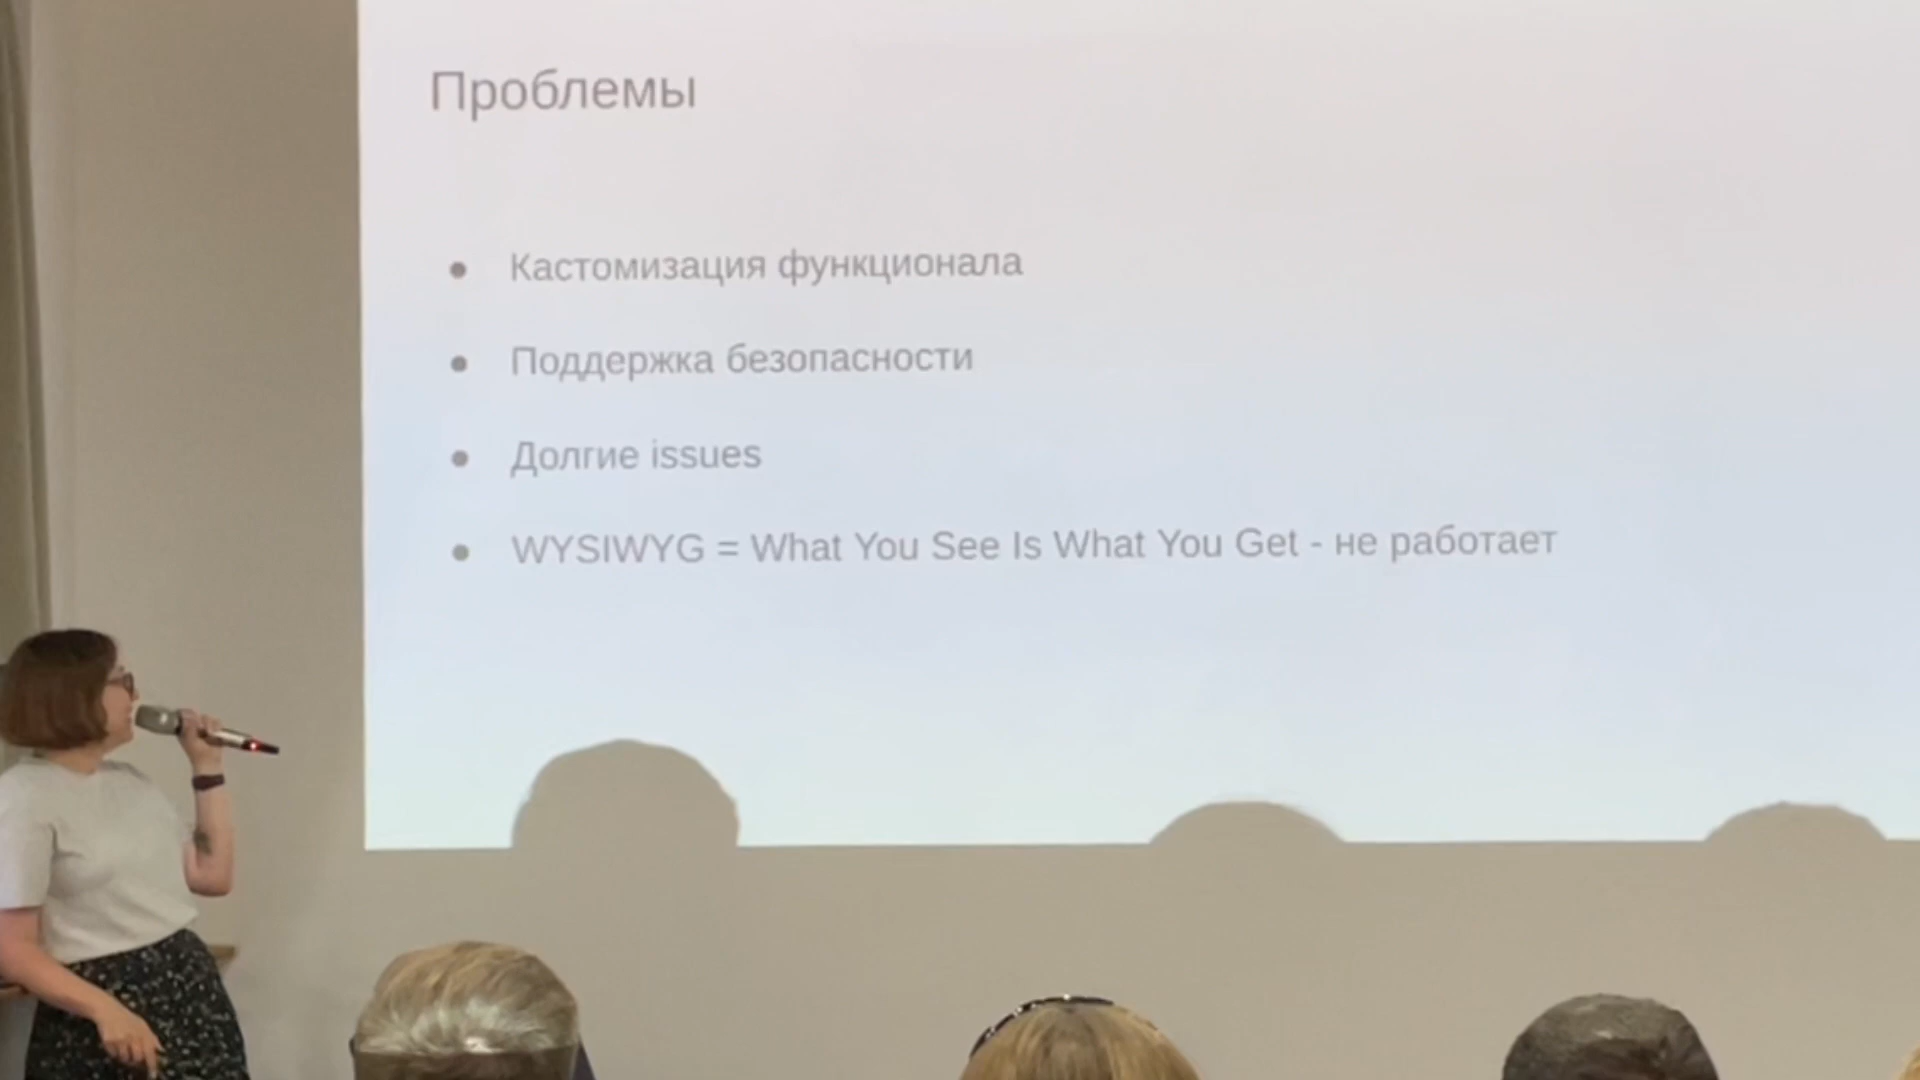 Проблемы
Кастомизация функционала
Поддержка безопасности
Долгие issues
WYSIWYG = What You See Is What You Get - не работает